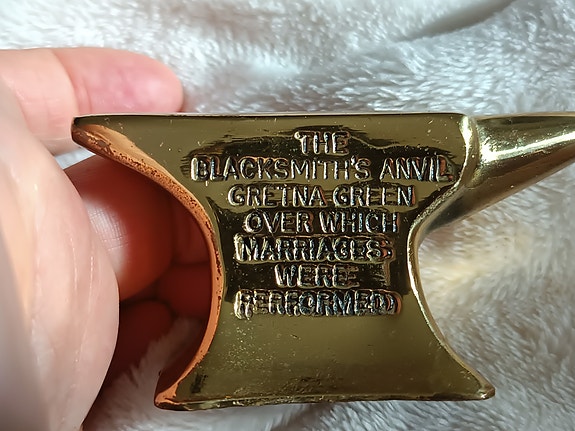 THE
BLACKSMITH'S ANVIL
GRETNA GREEN
OVER WHICH
MARRIAGES
WERE
PERFORMED